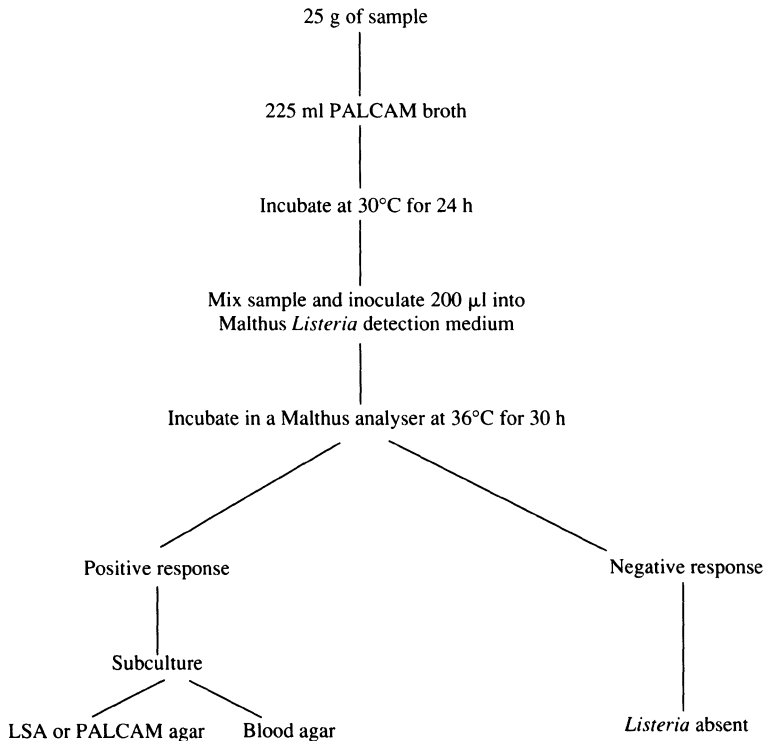 25 g of sample
225 ml PALCAM broth
Incubate at 30°C for 24 h
Mix sample and inoculate 200 µl into
Malthus Listeria detection medium
Incubate in a Malthus analyser at 36°C for 30 h
Positive response
Negative response
Subculture
LSA or PALCAM agar
Blood agar
Listeria absent